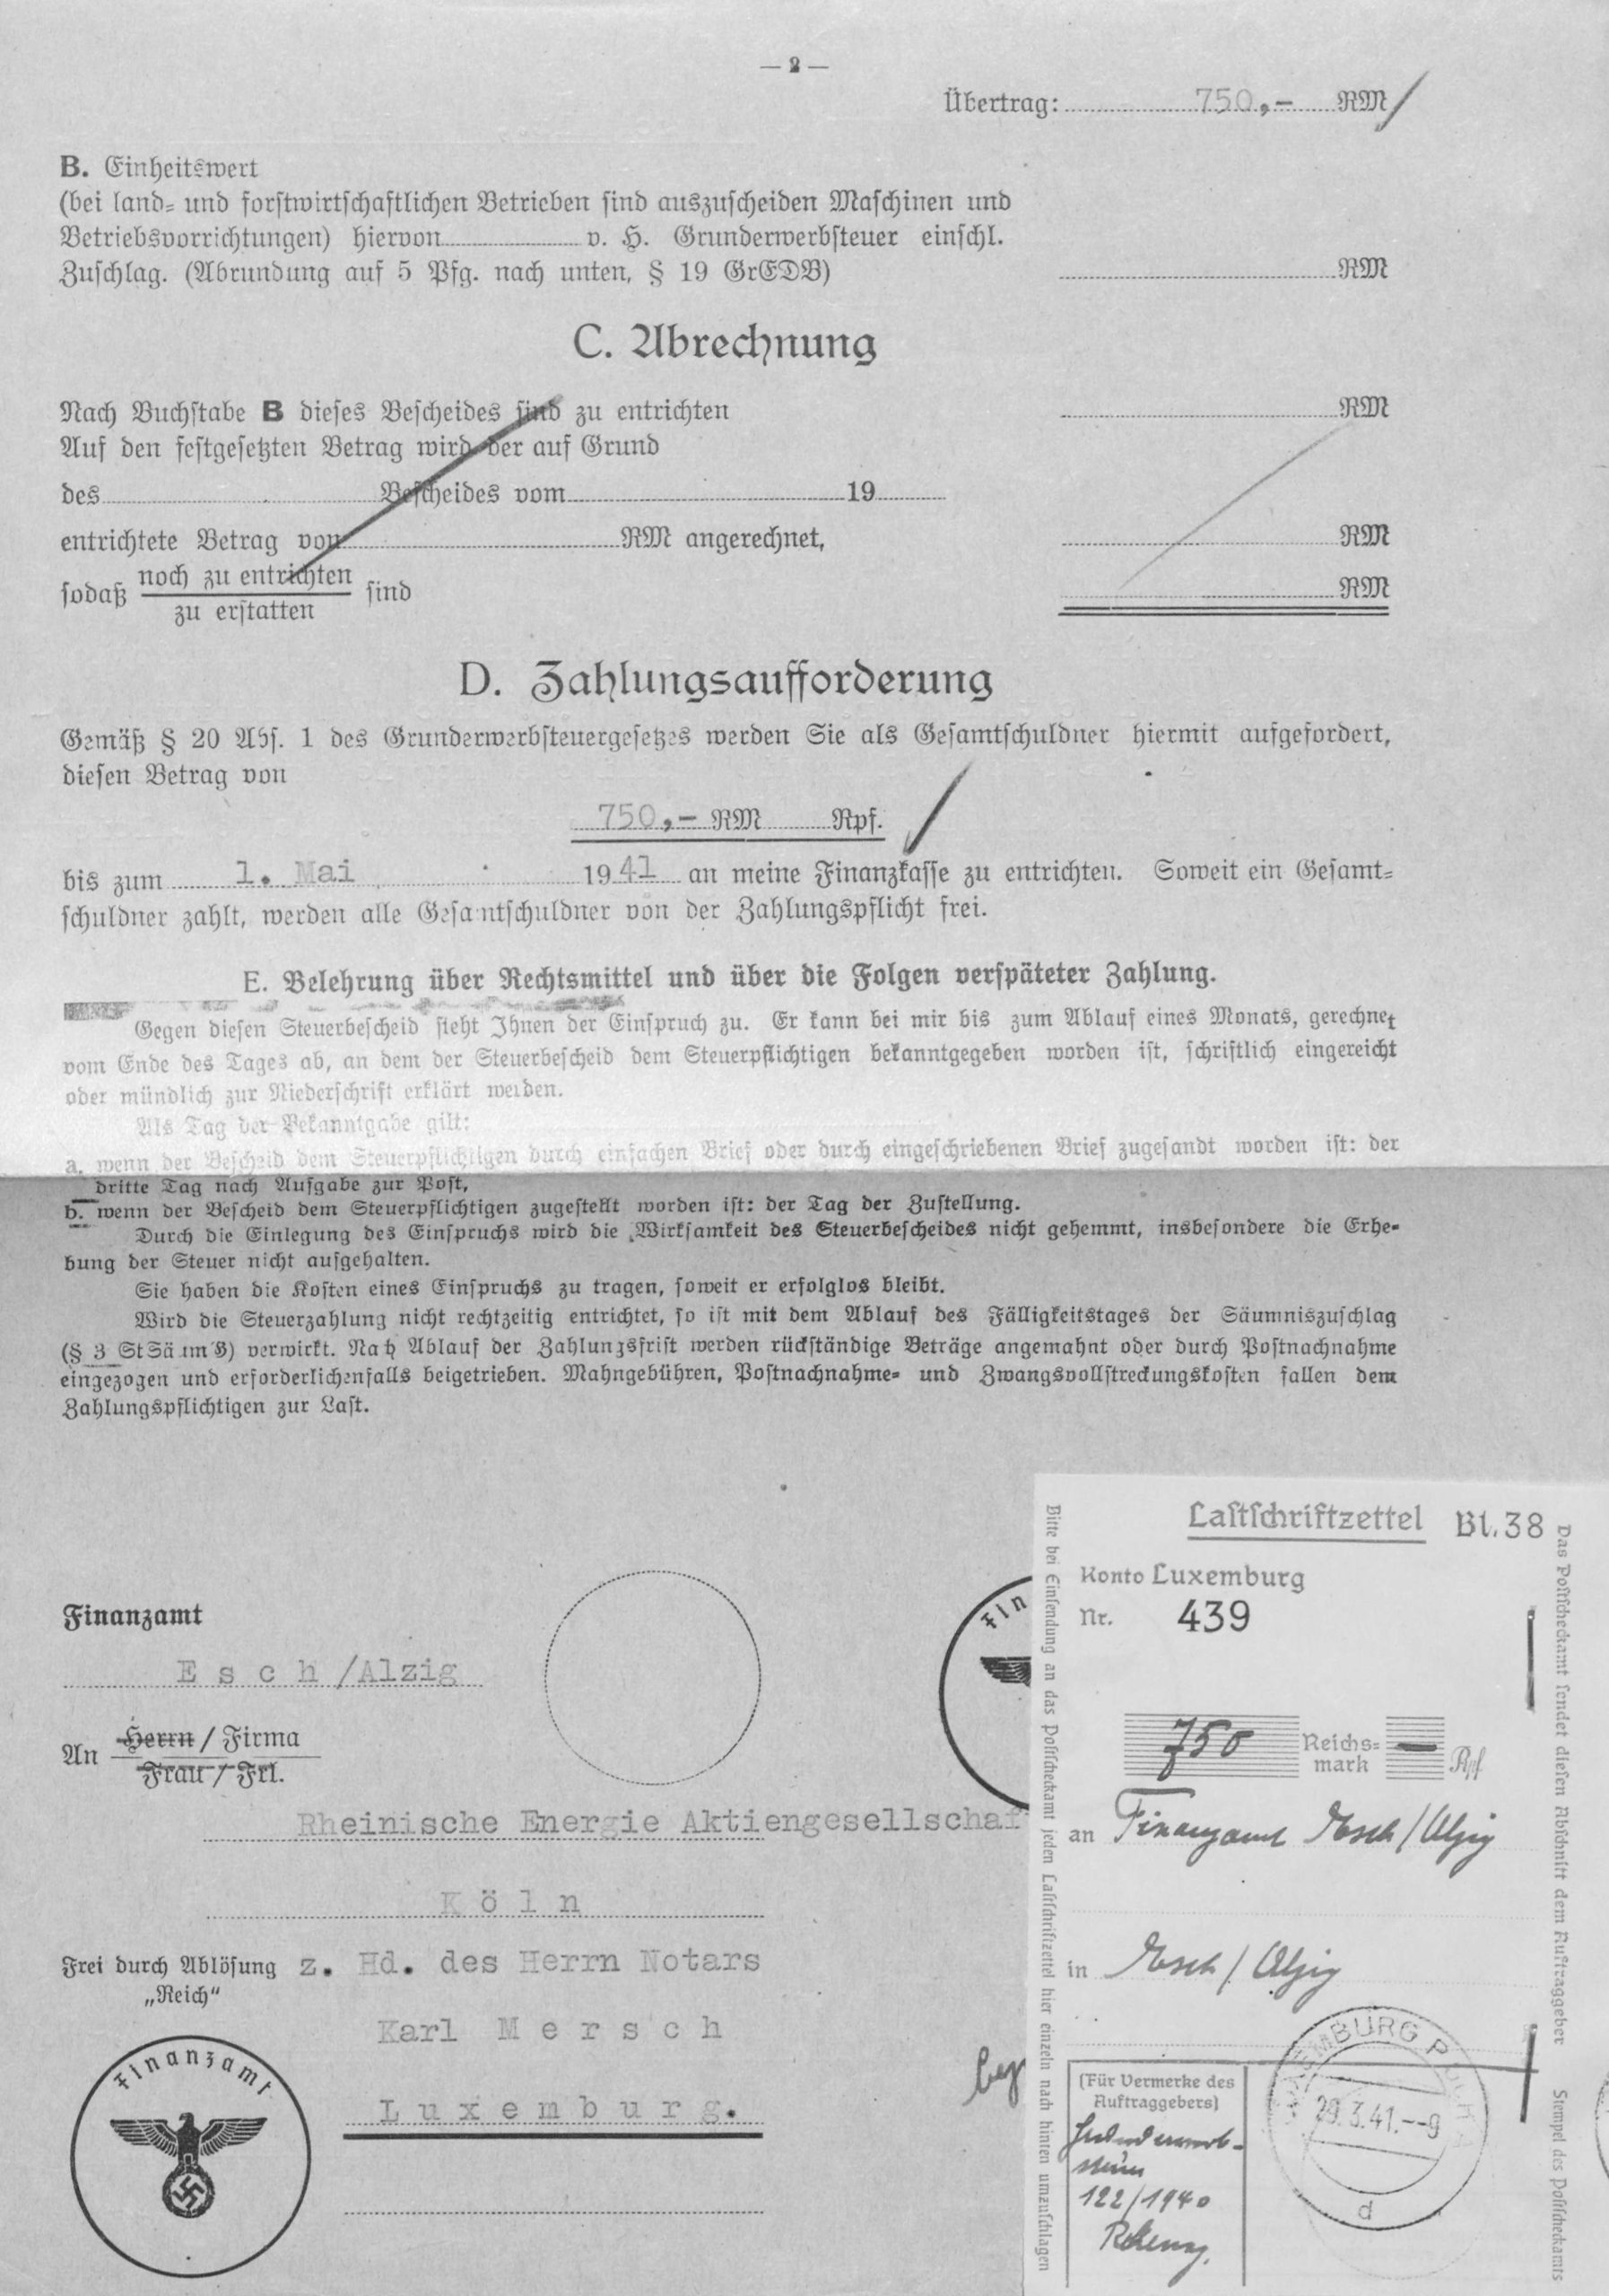 — 2 —
Übertrag: 750,- RM
B. Einheitswert
(bei land- und forstwirtschaftlichen Betrieben sind auszuscheiden Maschinen und
Betriebsvorrichtungen) hiervon v. H. Grunderwerbsteuer einschl.
Zuschlag. (Abrundung auf 5 Pfg. nach unten, § 19 GrEDB) RM
C. Abrechnung
Nach Buchstabe B dieses Bescheides sind zu entrichten RM
Auf den festgesetzten Betrag wird der auf Grund
des Bescheides vom 19
entrichtete Betrag von RM angerechnet, RM
sodaß noch zu entrichten sind RM
zu erstatten
D. Zahlungsaufforderung
Gemäß § 20 Abs. 1 des Grunderwerbsteuergesetzes werden Sie als Gesamtschuldner hiermit aufgefordert,
diesen Betrag von
750,- RM Rpf.
bis zum 1. Mai 1941 an meine Finanzkasse zu entrichten. Soweit ein Gesamt-
schuldner zahlt, werden alle Gesamtschuldner von der Zahlungspflicht frei.
E. Belehrung über Rechtsmittel und über die Folgen verspäteter Zahlung.
Gegen diesen Steuerbescheid steht Ihnen der Einspruch zu. Er kann bei mir bis zum Ablauf eines Monats, gerechnet
vom Ende des Tages ab, an dem der Steuerbescheid dem Steuerpflichtigen bekanntgegeben worden ist, schriftlich eingereicht
oder mündlich zur Niederschrift erklärt werden.
Als Tag der Bekanntgabe gilt:
a. wenn der Bescheid dem Steuerpflichtigen durch einfachen Brief oder durch eingeschriebenen Brief zugesandt worden ist: der
dritte Tag nach Aufgabe zur Post,
b. wenn der Bescheid dem Steuerpflichtigen zugestellt worden ist: der Tag der Zustellung.
Durch die Einlegung des Einspruchs wird die Wirksamkeit des Steuerbescheides nicht gehemmt, insbesondere die Erhe-
bung der Steuer nicht aufgehalten.
Sie haben die Kosten eines Einspruchs zu tragen, soweit er erfolglos bleibt.
Wird die Steuerzahlung nicht rechtzeitig entrichtet, so ist mit dem Ablauf des Fälligkeitstages der Säumniszuschlag
(§ 3 StSäumG) verwirkt. Nach Ablauf der Zahlungsfrist werden rückständige Beträge angemahnt oder durch Postnachnahme
eingezogen und erforderlichenfalls beigetrieben. Mahngebühren, Postnachnahme- und Zwangsvollstreckungskosten fallen dem
Zahlungspflichtigen zur Last.
Finanzamt
Esch/Alzig
An Herrn / Firma
Frau / Frl.
Rheinische Energie Aktiengesellschaf
Köln
Frei durch Ablösung z. Hd. des Herrn Notars
„Reich“
Karl Mersch
Luxemburg.
Finanzamt
Fin
Bitte bei Einsendung an das Postscheckamt jeden Lastschriftzettel hier einzeln nach hinten umzuschlagen
Lastschriftzettel Bl. 38
Konto Luxemburg
Nr. 439
750 Reichs- — Rpf
mark
an Finanzamt Esch/Alzig
in Esch/Alzig
(Für Vermerke des
Auftraggebers)
Grunderwerb-
steuer
122/1940
LUXEMBURG
29.3.41.--9
d
Das Postscheckamt sendet diesen Abschnitt dem Auftraggeber Stempel des Postscheckamts